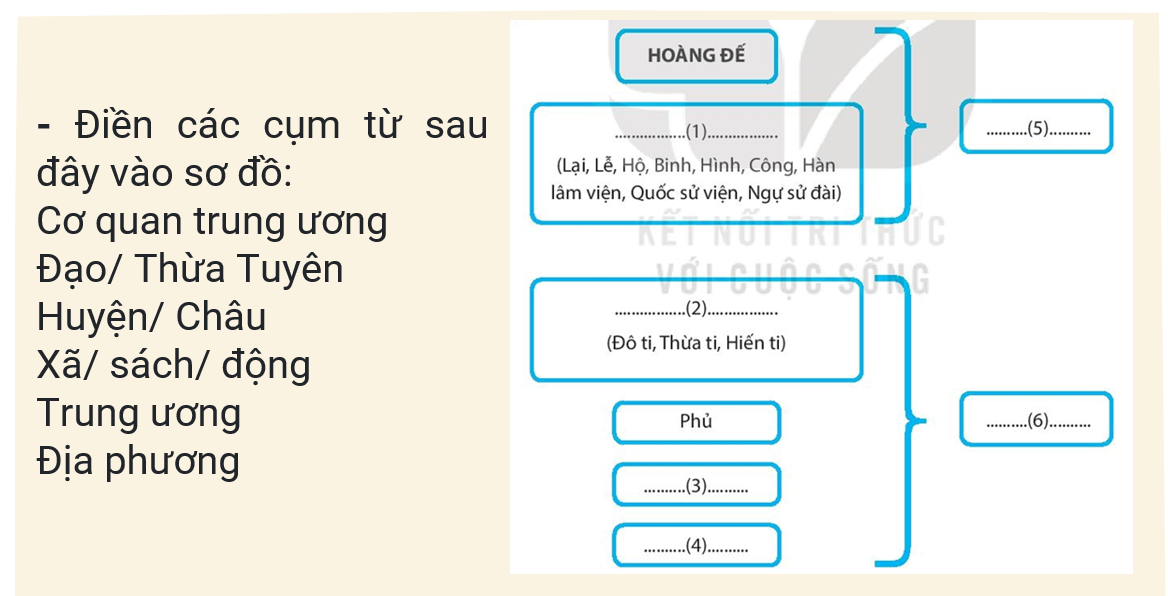 - Điền các cụm từ sau
đây vào sơ đồ:
Cơ quan trung ương
Đạo/ Thừa Tuyên
Huyện/ Châu
Xã/ sách/ động
Trung ương
Địa phương
HOÀNG ĐẾ
.................(1).................
(Lại, Lễ, Hộ, Binh, Hình, Công, Hàn
lâm viện, Quốc sử viện, Ngự sử đài)
..........(5)..........
KẾT NỐI TRI THỨC
VỚI CUỘC SỐNG
.................(2).................
(Đô ti, Thừa ti, Hiến ti)
Phủ
..........(3)..........
..........(4)..........
..........(6)..........